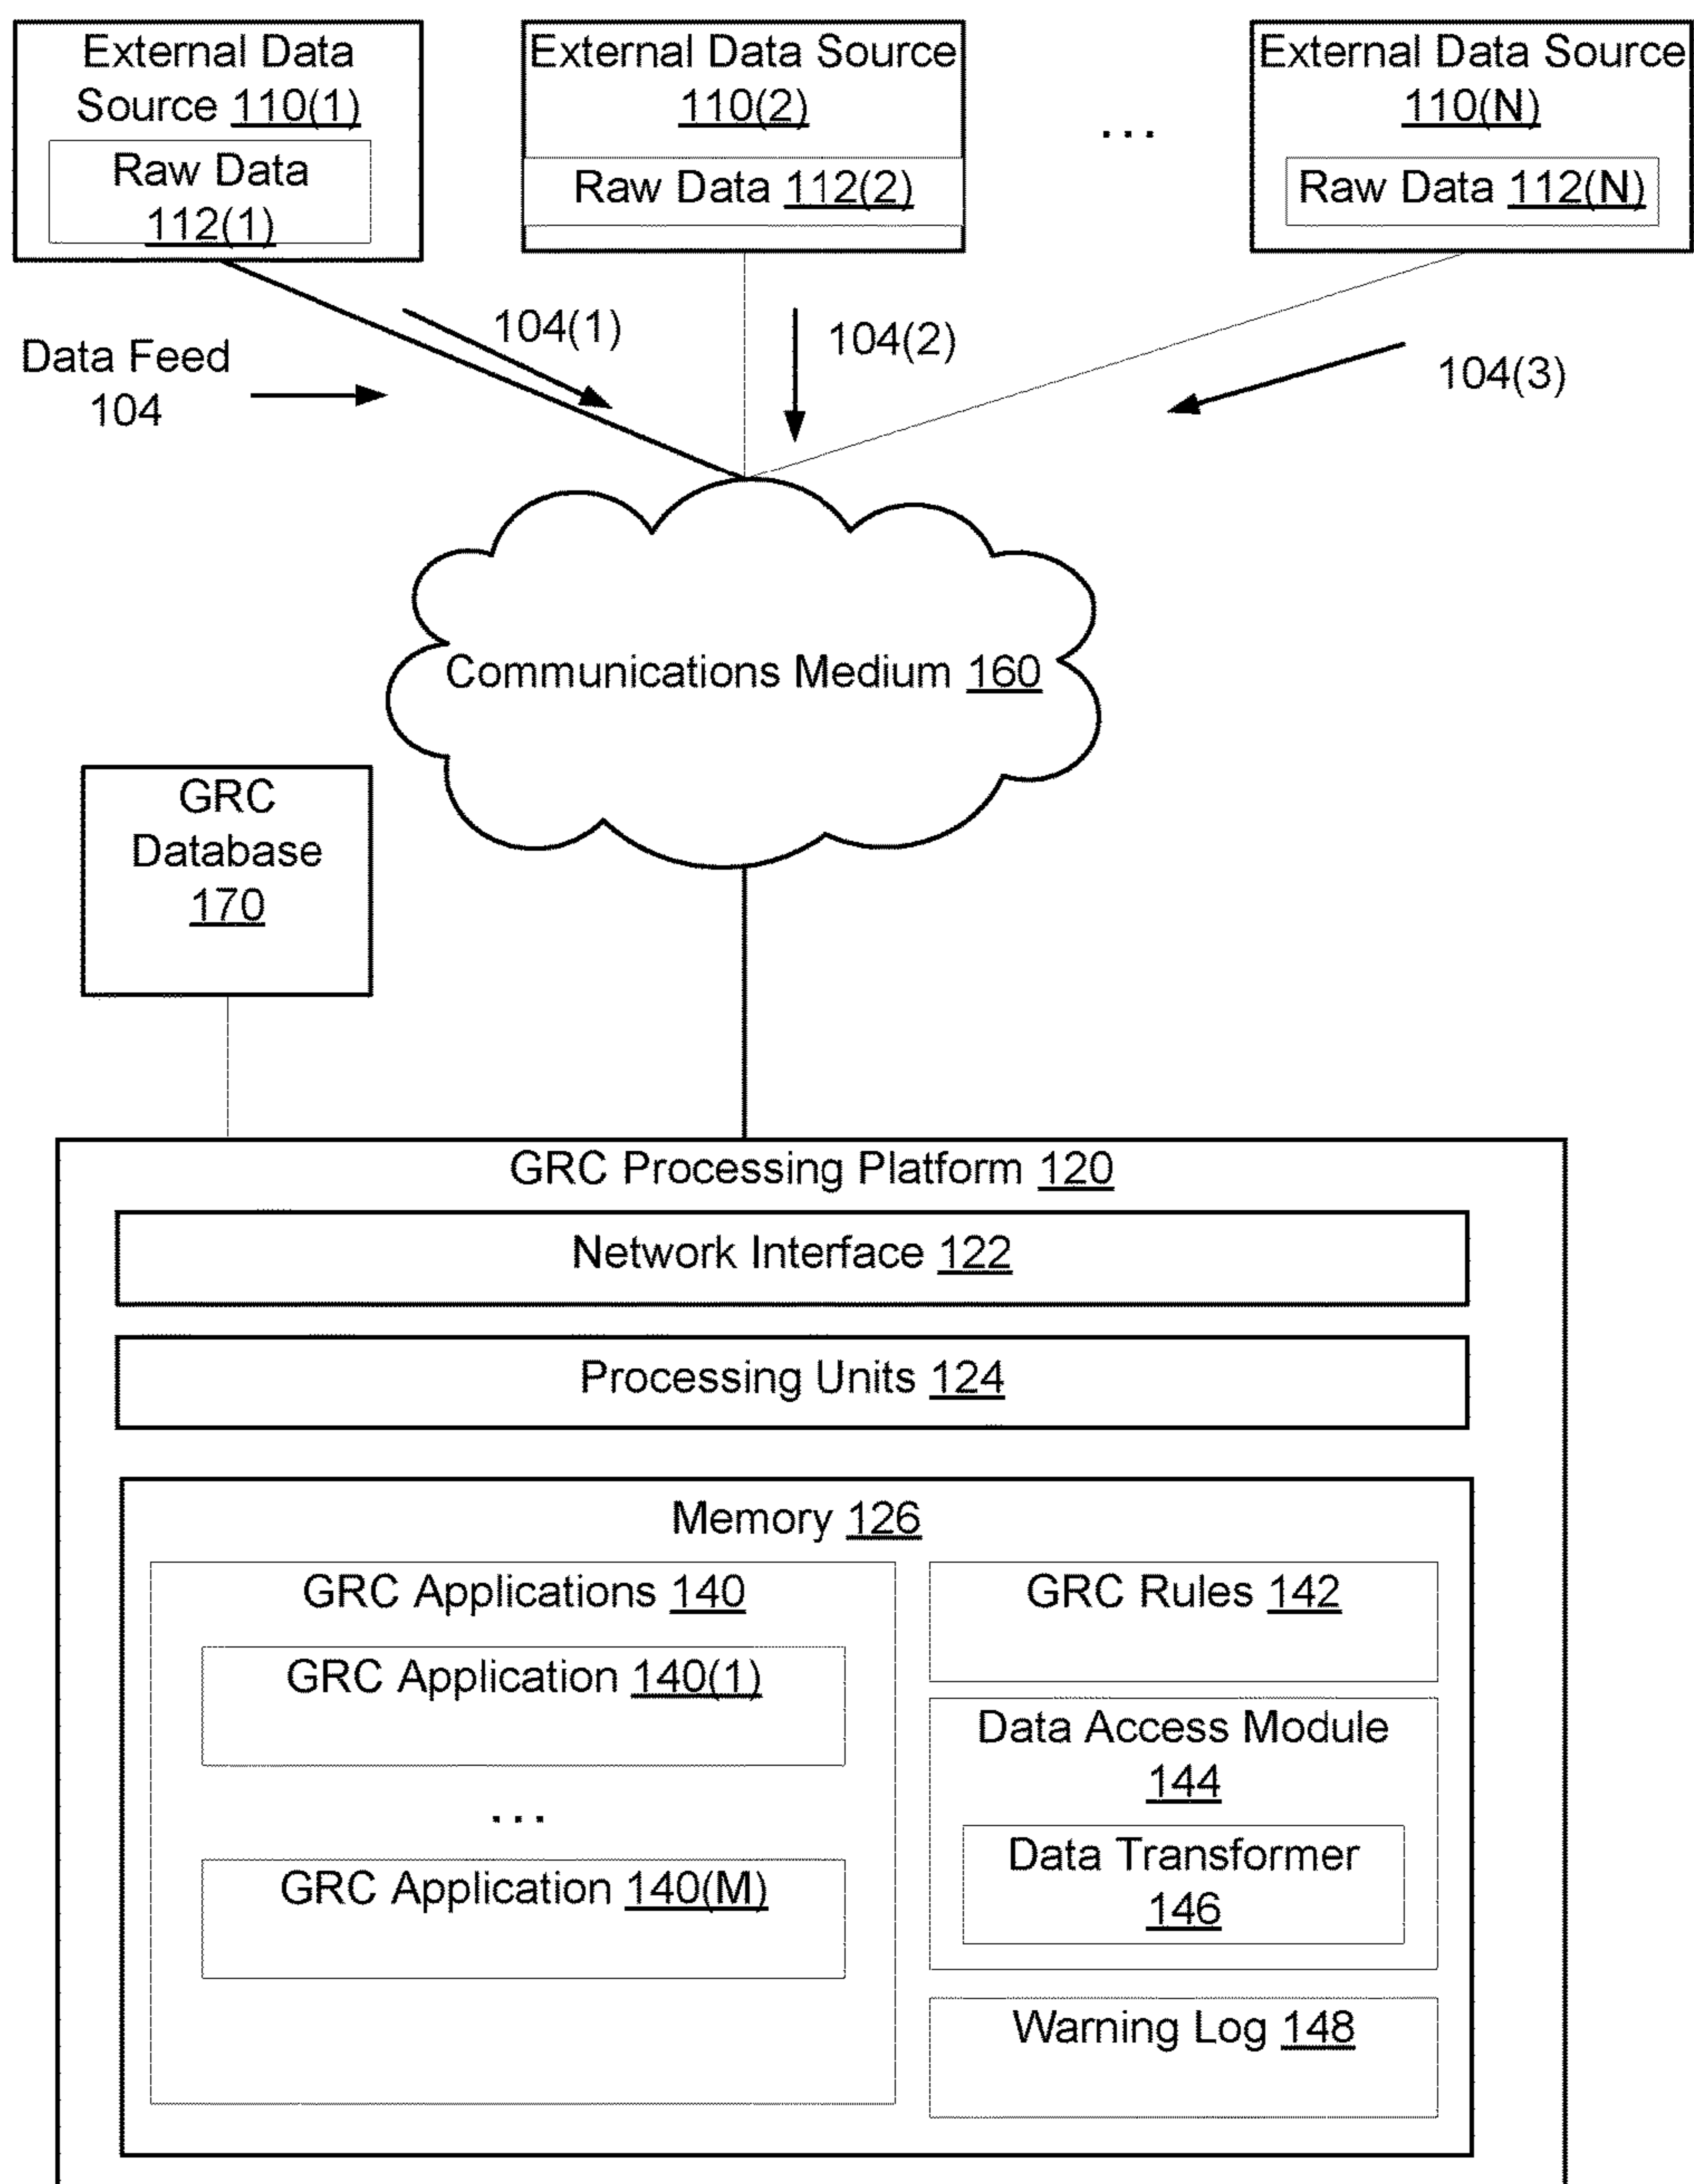 External Data
Source 110(1)
Raw Data
112(1)
External Data Source
110(2)
Raw Data 112(2)
...
External Data Source
110(N)
Raw Data 112(N)
Data Feed
104
104(1)
104(2)
104(3)
Communications Medium 160
GRC
Database
170
GRC Processing Platform 120
Network Interface 122
Processing Units 124
Memory 126
GRC Applications 140
GRC Application 140(1)
...
GRC Application 140(M)
GRC Rules 142
Data Access Module
144
Data Transformer
146
Warning Log 148